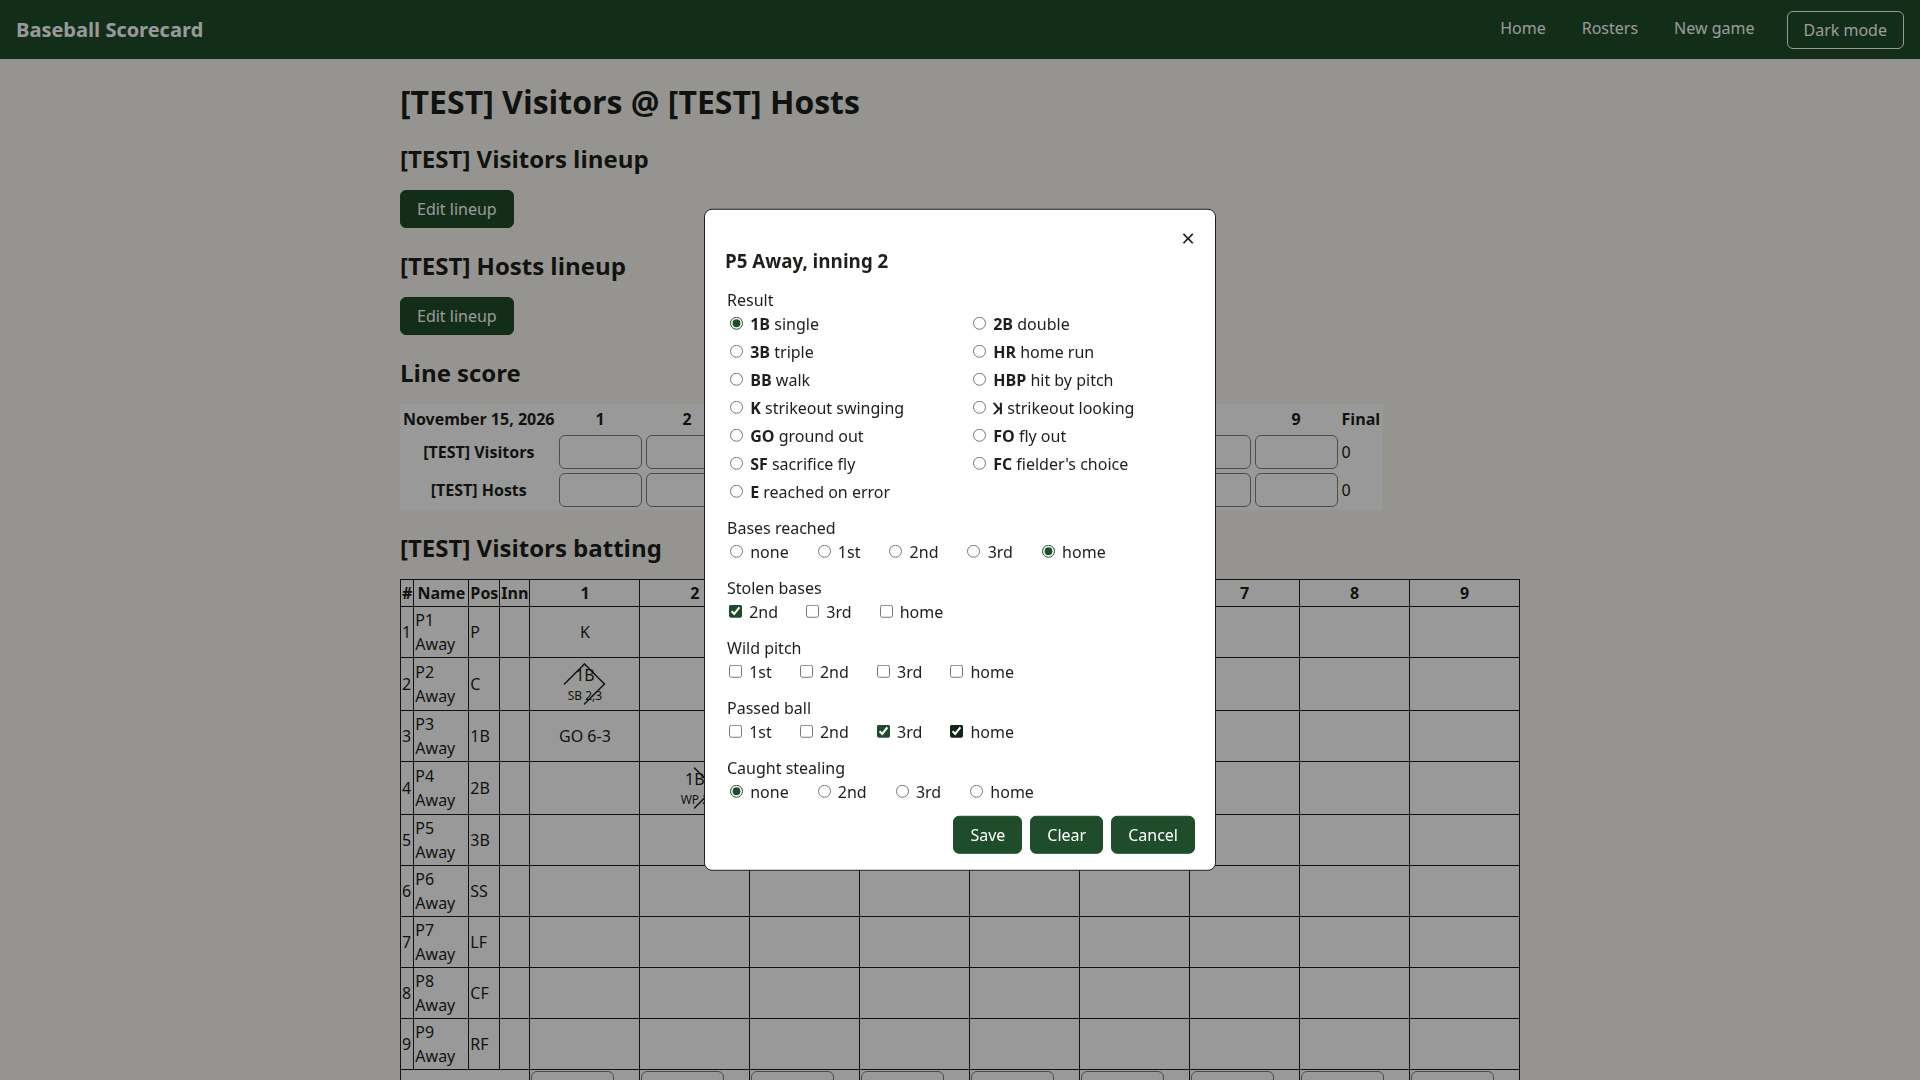 Baseball Scorecard
Home Rosters New game Dark mode
[TEST] Visitors @ [TEST] Hosts
[TEST] Visitors lineup
Edit lineup
[TEST] Hosts lineup
Edit lineup
Line score
November 15, 2026 1 2 9 Final
[TEST] Visitors 0
[TEST] Hosts 0
[TEST] Visitors batting
# Name Pos Inn 1 2 7 8 9
1 P1 Away P K
2 P2 Away C 1B SB 2,3
3 P3 Away 1B GO 6-3
4 P4 Away 2B 1B WP
5 P5 Away 3B
6 P6 Away SS
7 P7 Away LF
8 P8 Away CF
9 P9 Away RF
×
P5 Away, inning 2
Result
1B single 2B double
3B triple HR home run
BB walk HBP hit by pitch
K strikeout swinging ꓘ strikeout looking
GO ground out FO fly out
SF sacrifice fly FC fielder's choice
E reached on error
Bases reached
none 1st 2nd 3rd home
Stolen bases
2nd 3rd home
Wild pitch
1st 2nd 3rd home
Passed ball
1st 2nd 3rd home
Caught stealing
none 2nd 3rd home
Save Clear Cancel